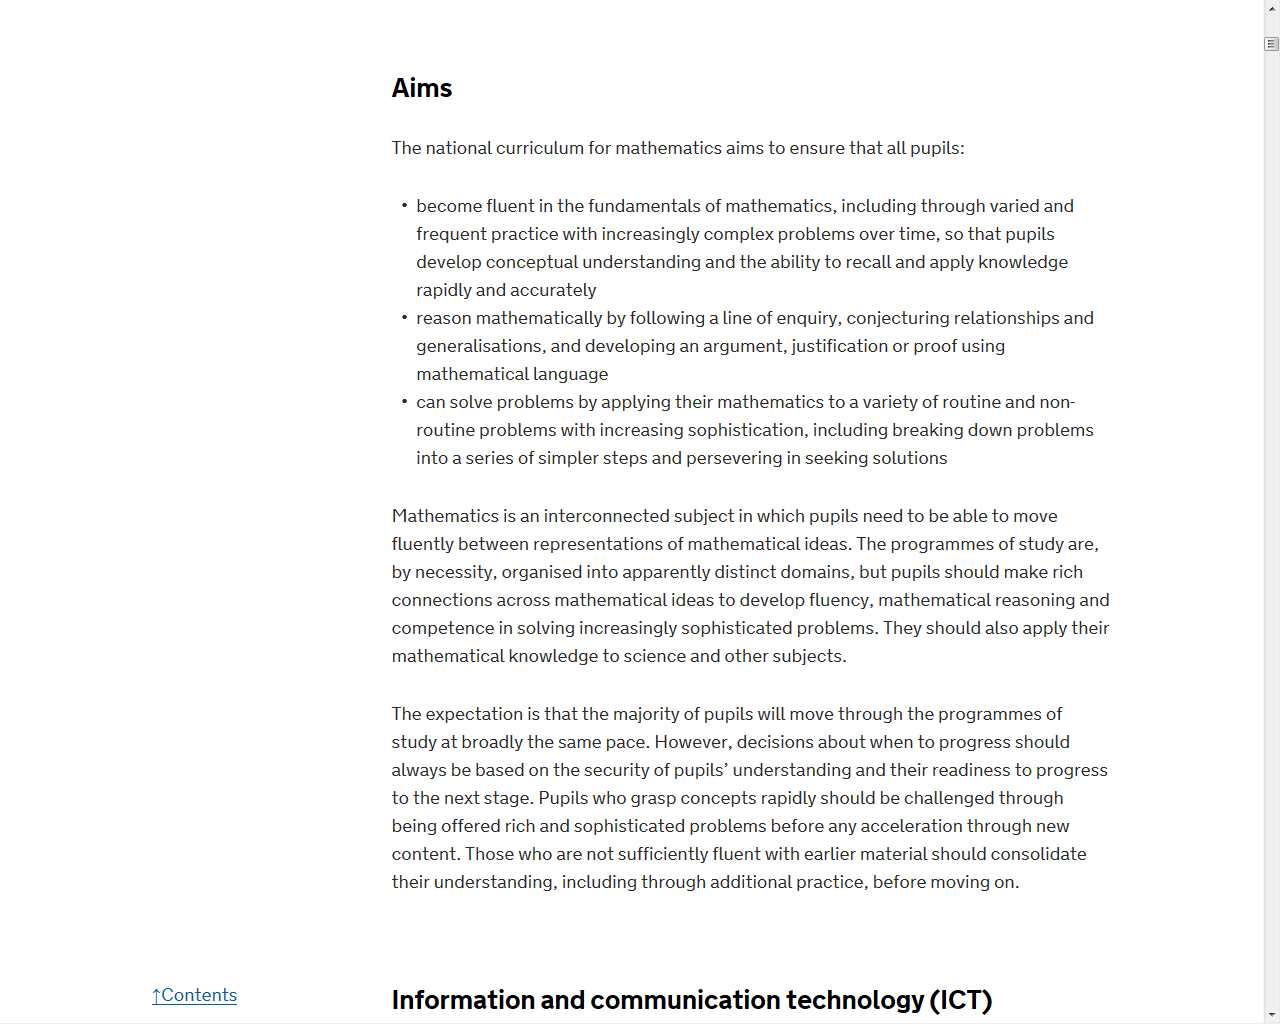 Aims
The national curriculum for mathematics aims to ensure that all pupils:
• become fluent in the fundamentals of mathematics, including through varied and
frequent practice with increasingly complex problems over time, so that pupils
develop conceptual understanding and the ability to recall and apply knowledge
rapidly and accurately
• reason mathematically by following a line of enquiry, conjecturing relationships and
generalisations, and developing an argument, justification or proof using
mathematical language
• can solve problems by applying their mathematics to a variety of routine and non-
routine problems with increasing sophistication, including breaking down problems
into a series of simpler steps and persevering in seeking solutions
Mathematics is an interconnected subject in which pupils need to be able to move
fluently between representations of mathematical ideas. The programmes of study are,
by necessity, organised into apparently distinct domains, but pupils should make rich
connections across mathematical ideas to develop fluency, mathematical reasoning and
competence in solving increasingly sophisticated problems. They should also apply their
mathematical knowledge to science and other subjects.
The expectation is that the majority of pupils will move through the programmes of
study at broadly the same pace. However, decisions about when to progress should
always be based on the security of pupils’ understanding and their readiness to progress
to the next stage. Pupils who grasp concepts rapidly should be challenged through
being offered rich and sophisticated problems before any acceleration through new
content. Those who are not sufficiently fluent with earlier material should consolidate
their understanding, including through additional practice, before moving on.
↑Contents
Information and communication technology (ICT)